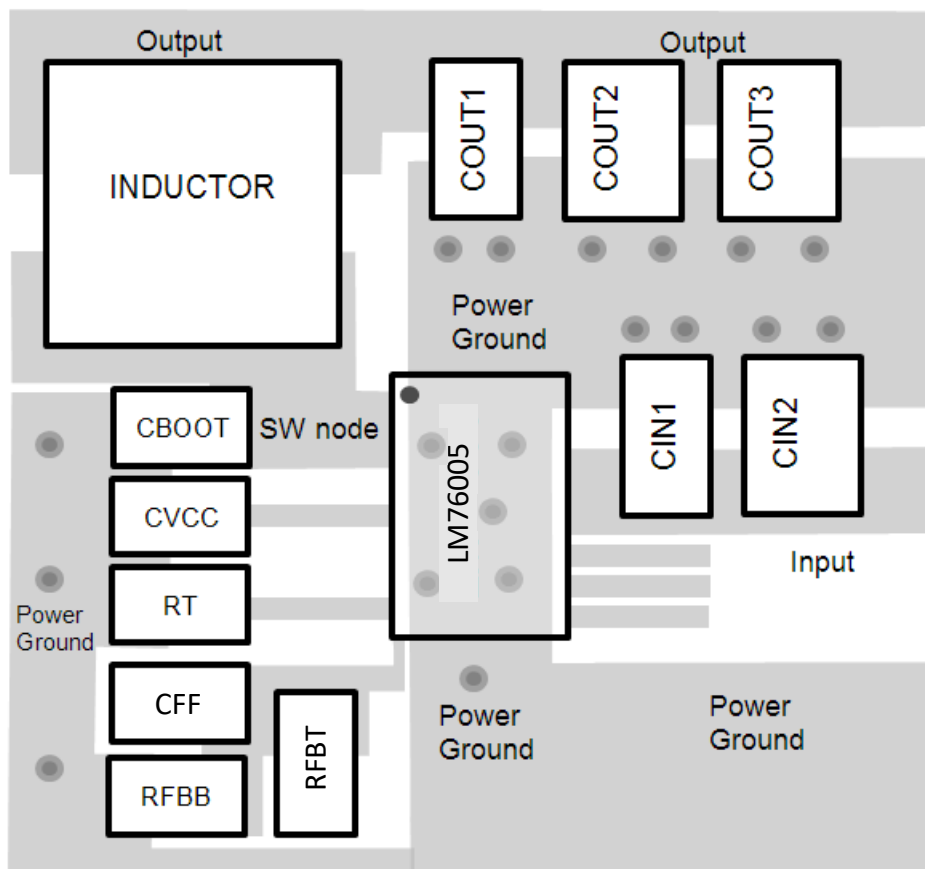 Output
Output
INDUCTOR
COUT1
COUT2
COUT3
Power
Ground
CIN1
CIN2
CBOOT
SW node
CVCC
LM76005
RT
Input
Power
Ground
CFF
RFBT
RFBB
Power
Ground
Power
Ground